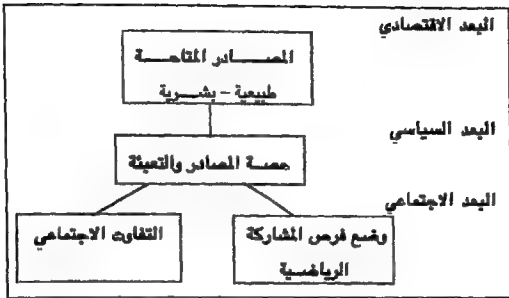 البعد الاقتصادي
المصادر المتاحة
طبيعية - بشرية
البعد السياسي
حصة المصادر والتعبئة
البعد الاجتماعي
وضع فرص المشاركة
الرياضية
التفاوت الاجتماعي